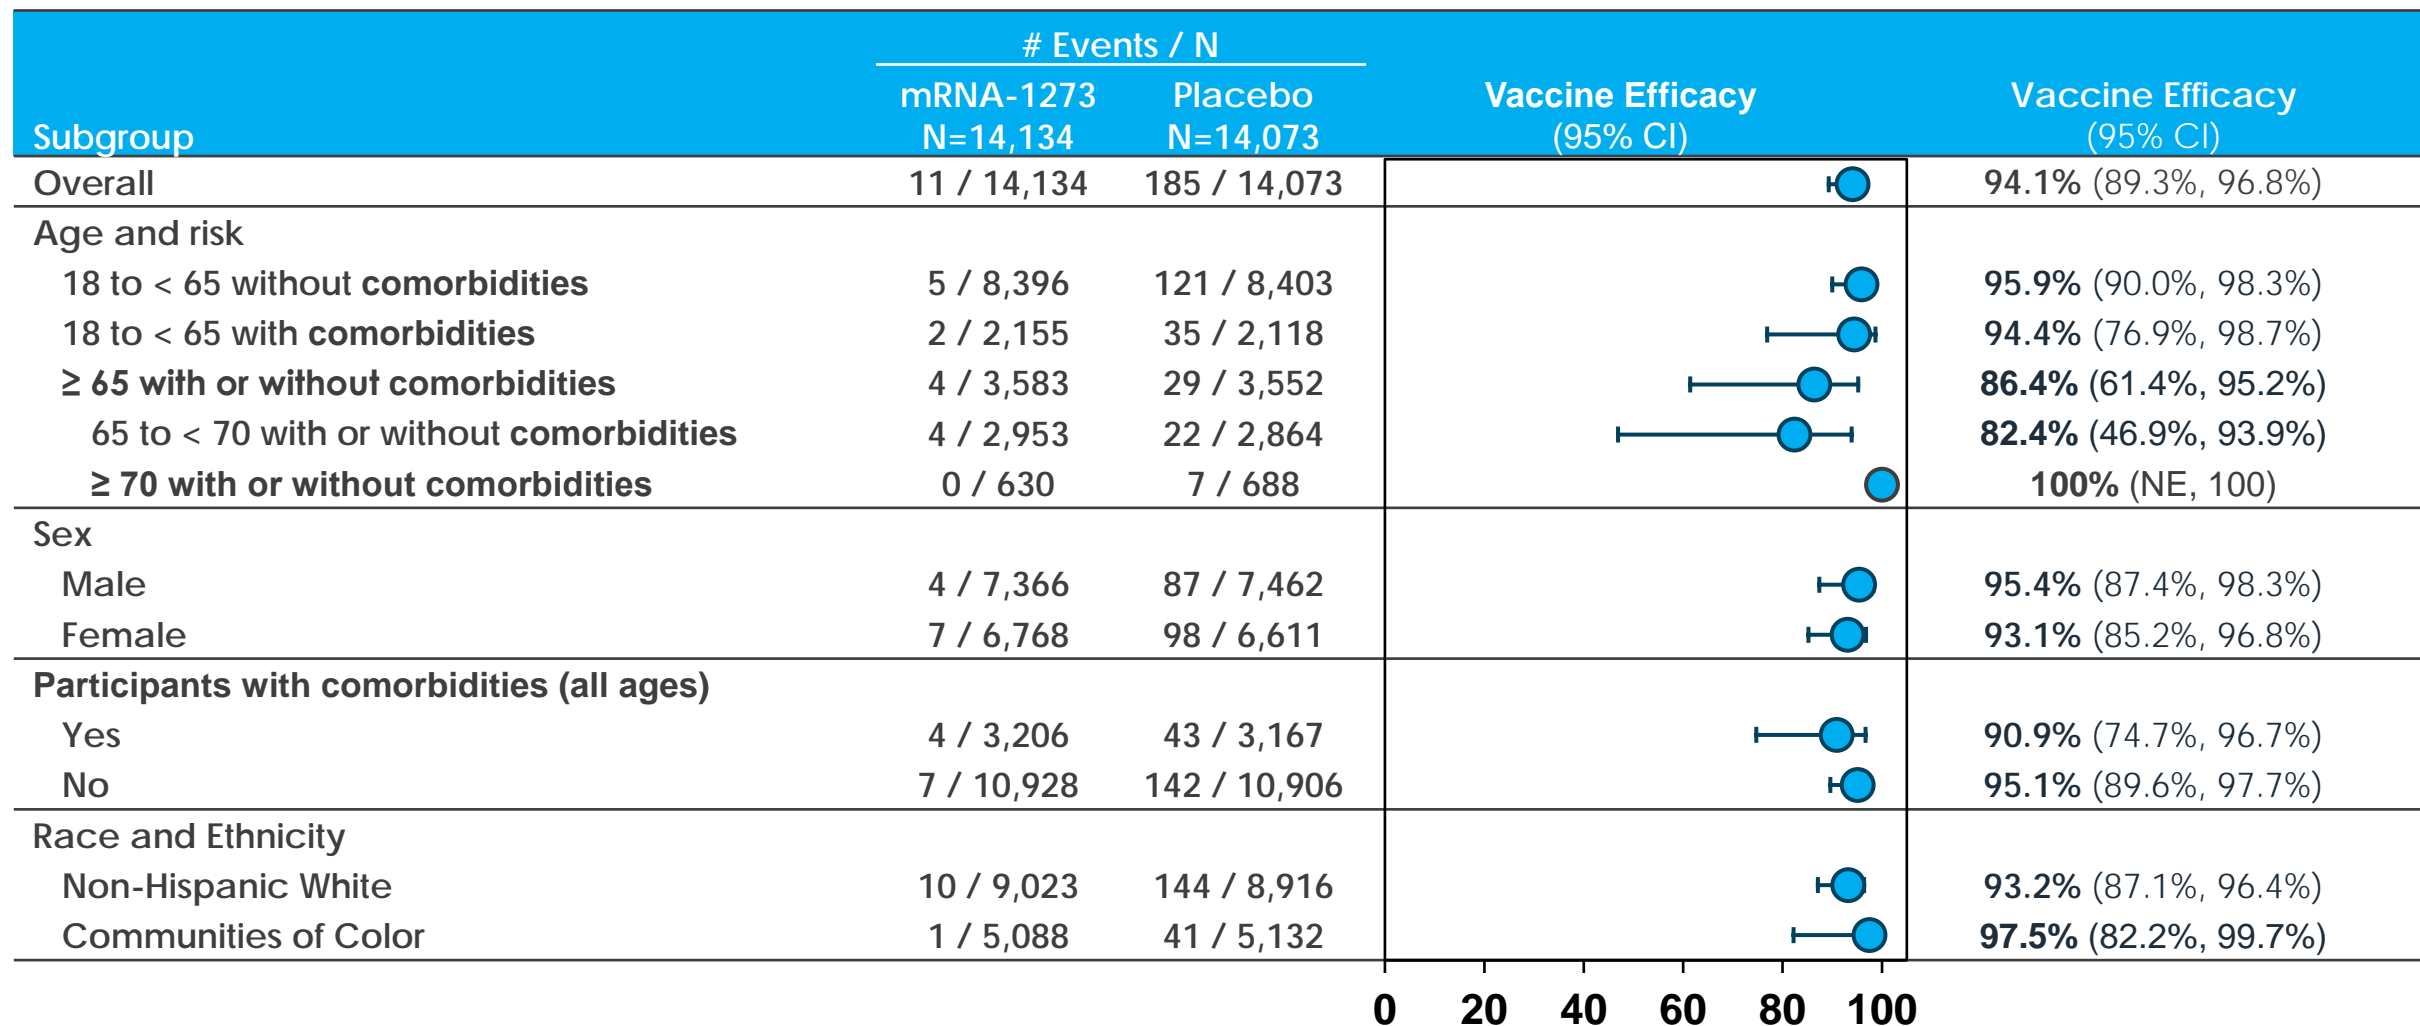 # Events / N
Subgroup mRNA-1273 N=14,134 Placebo N=14,073 Vaccine Efficacy (95% CI) Vaccine Efficacy (95% CI)
Overall 11 / 14,134 185 / 14,073 94.1% (89.3%, 96.8%)
Age and risk
18 to < 65 without comorbidities 5 / 8,396 121 / 8,403 95.9% (90.0%, 98.3%)
18 to < 65 with comorbidities 2 / 2,155 35 / 2,118 94.4% (76.9%, 98.7%)
≥ 65 with or without comorbidities 4 / 3,583 29 / 3,552 86.4% (61.4%, 95.2%)
65 to < 70 with or without comorbidities 4 / 2,953 22 / 2,864 82.4% (46.9%, 93.9%)
≥ 70 with or without comorbidities 0 / 630 7 / 688 100% (NE, 100)
Sex
Male 4 / 7,366 87 / 7,462 95.4% (87.4%, 98.3%)
Female 7 / 6,768 98 / 6,611 93.1% (85.2%, 96.8%)
Participants with comorbidities (all ages)
Yes 4 / 3,206 43 / 3,167 90.9% (74.7%, 96.7%)
No 7 / 10,928 142 / 10,906 95.1% (89.6%, 97.7%)
Race and Ethnicity
Non-Hispanic White 10 / 9,023 144 / 8,916 93.2% (87.1%, 96.4%)
Communities of Color 1 / 5,088 41 / 5,132 97.5% (82.2%, 99.7%)
0 20 40 60 80 100